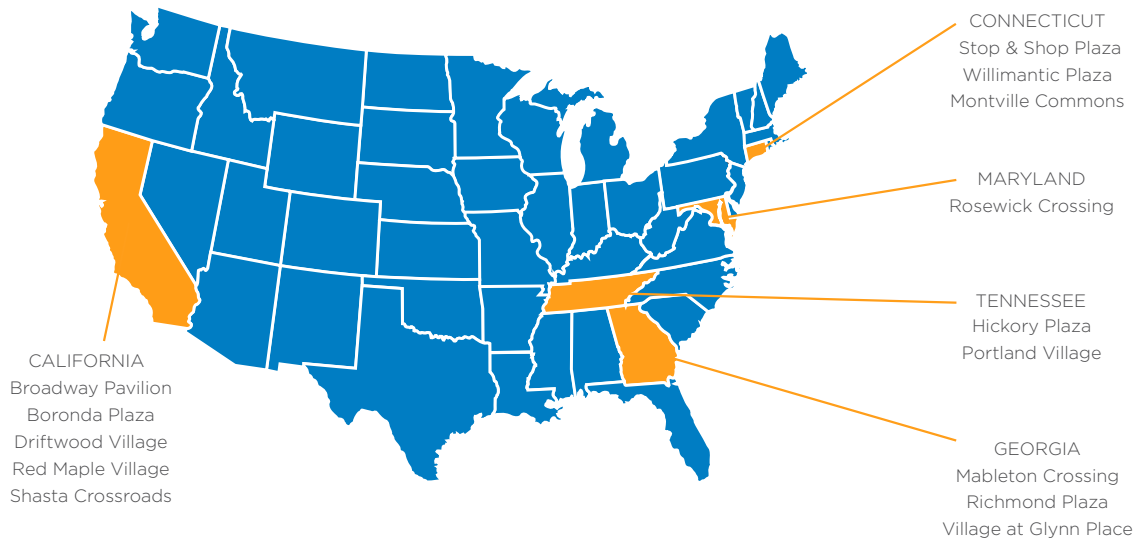 CONNECTICUT
Stop & Shop Plaza
Willimantic Plaza
Montville Commons
MARYLAND
Rosewick Crossing
TENNESSEE
Hickory Plaza
Portland Village
CALIFORNIA
Broadway Pavilion
Boronda Plaza
Driftwood Village
Red Maple Village
Shasta Crossroads
GEORGIA
Mableton Crossing
Richmond Plaza
Village at Glynn Place